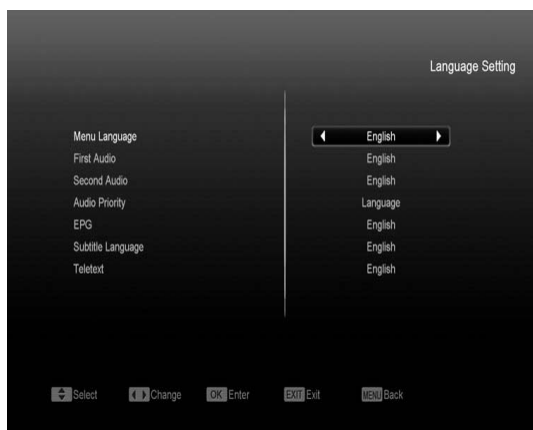 Language Setting
Menu Language English
First Audio English
Second Audio English
Audio Priority Language
EPG English
Subtitle Language English
Teletext English
Select Change OK Enter EXIT Exit MENU Back